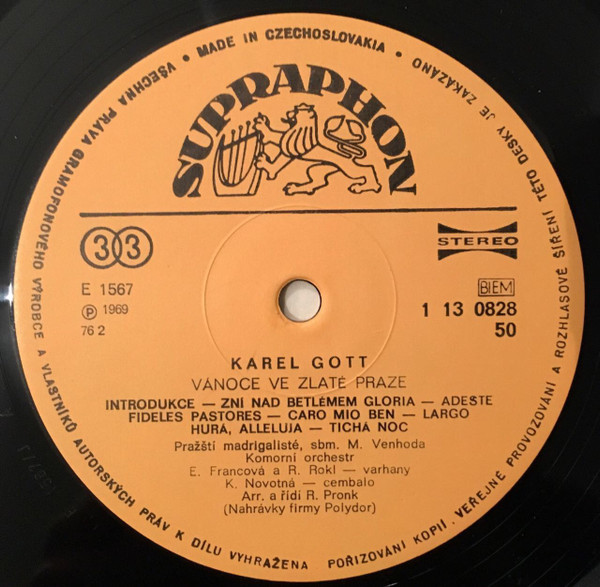 VŠECHNA PRÁVA GRAMOFONOVÉHO VÝROBCE A VLASTNÍKŮ AUTORSKÝCH PRÁV K DÍLU VYHRAŽENA
POŘIZOVÁNÍ KOPIÍ, VEŘEJNÉ PROVOZOVÁNÍ A ROZHLASOVÉ ŠÍŘENÍ TÉTO DESKY JE ZAKÁZÁNO
• MADE IN CZECHOSLOVAKIA •
SUPRAPHON
33
STEREO
E 1567
BIEM
Ⓟ 1969
1 13 0828
76 2
50
KAREL GOTT
VÁNOCE VE ZLATÉ PRAZE
INTRODUKCE — ZNÍ NAD BETLÉMEM GLORIA — ADESTE
FIDELES PASTORES — CARO MIO BEN — LARGO
HURÁ, ALLELUJA — TICHÁ NOC
Pražští madrigalisté, sbm. M. Venhoda
Komorní orchestr
E. Francová a R. Rokl — varhany
K. Novotná — cembalo
Arr. a řídí R. Pronk
(Nahrávky firmy Polydor)